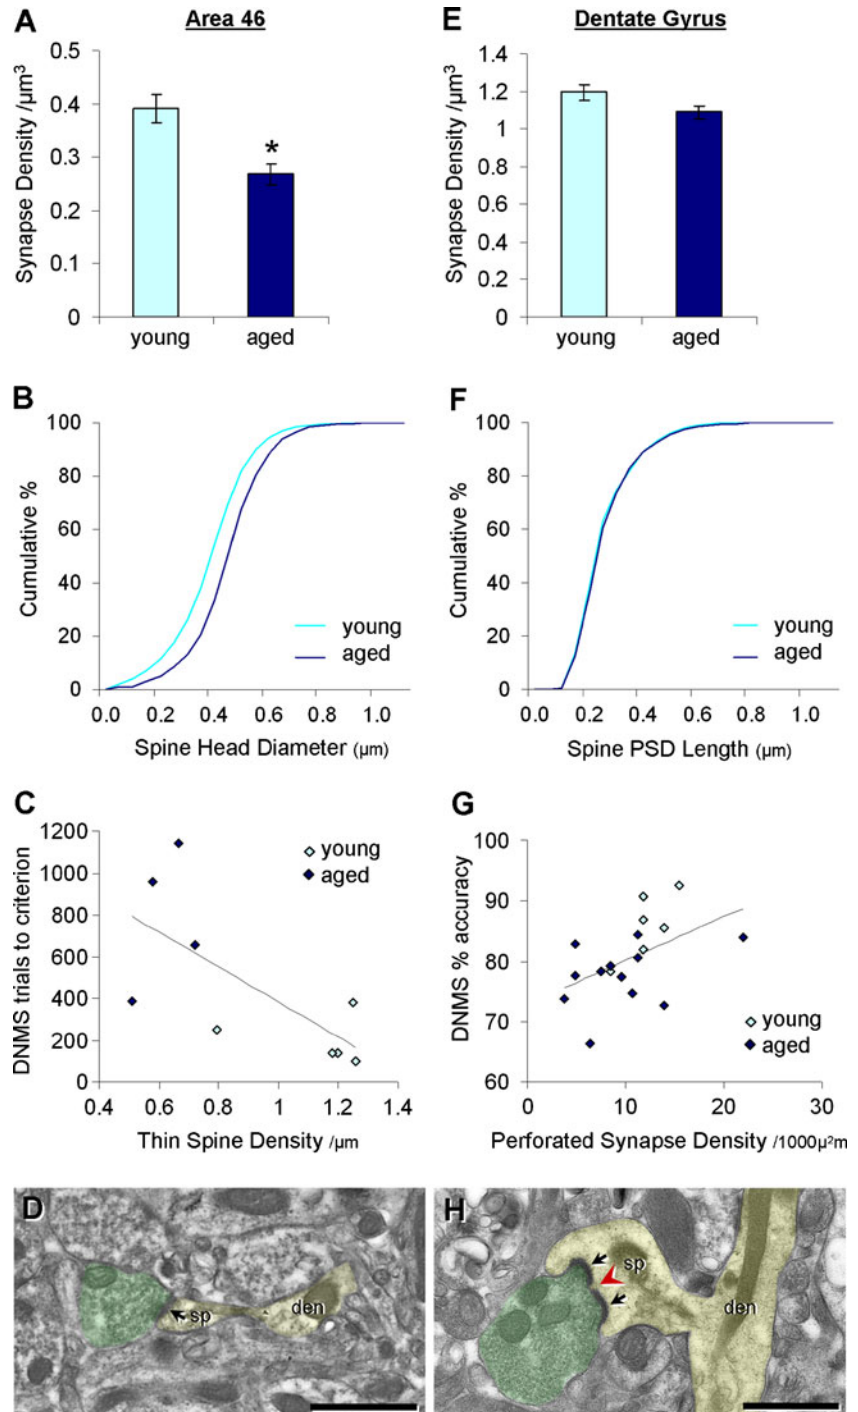 A
Area 46
Synapse Density /µm³
0.5
0.4
0.3
0.2
0.1
0
*
young
aged
E
Dentate Gyrus
Synapse Density /µm³
1.4
1.2
1
0.8
0.6
0.4
0.2
0
young
aged
B
Cumulative %
100
80
60
40
20
0
young
aged
0.0 0.2 0.4 0.6 0.8 1.0
Spine Head Diameter (µm)
F
Cumulative %
100
80
60
40
20
0
young
aged
0.0 0.2 0.4 0.6 0.8 1.0
Spine PSD Length (µm)
C
DNMS trials to criterion
1200
1000
800
600
400
200
0
young
aged
0.4 0.6 0.8 1 1.2 1.4
Thin Spine Density /µm
G
DNMS % accuracy
100
90
80
70
60
young
aged
0 10 20 30
Perforated Synapse Density /1000µ²m
D
sp
den
H
sp
den